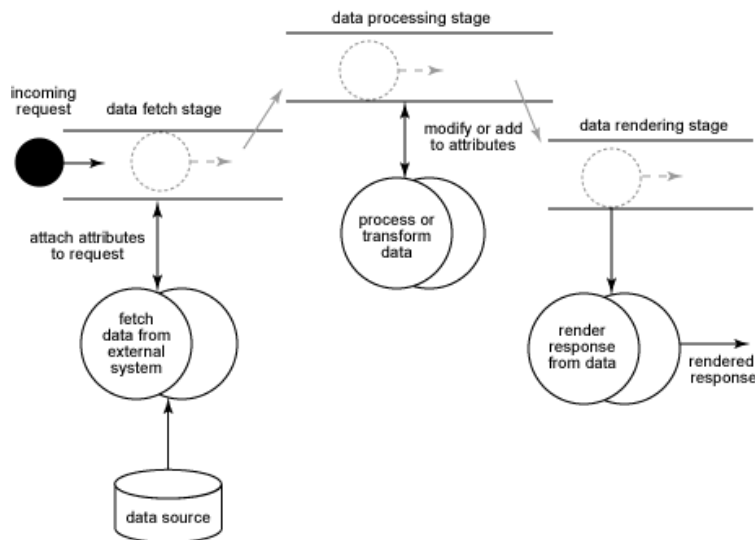 data processing stage
incoming
request
data fetch stage
modify or add
to attributes
data rendering stage
attach attributes
to request
process or
transform
data
fetch
data from
external
system
render
response
from data
rendered
response
data source